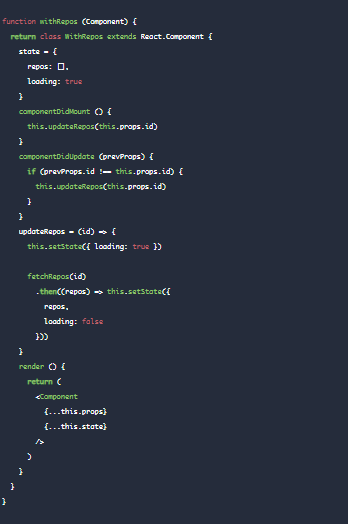 function withRepos (Component) {
return class WithRepos extends React.Component {
state = {
repos: [],
loading: true
}
componentDidMount () {
this.updateRepos(this.props.id)
}
componentDidUpdate (prevProps) {
if (prevProps.id !== this.props.id) {
this.updateRepos(this.props.id)
}
}
updateRepos = (id) => {
this.setState({ loading: true })
fetchRepos(id)
.then((repos) => this.setState({
repos,
loading: false
}))
}
render () {
return (
<Component
{...this.props}
{...this.state}
/>
)
}
}
}